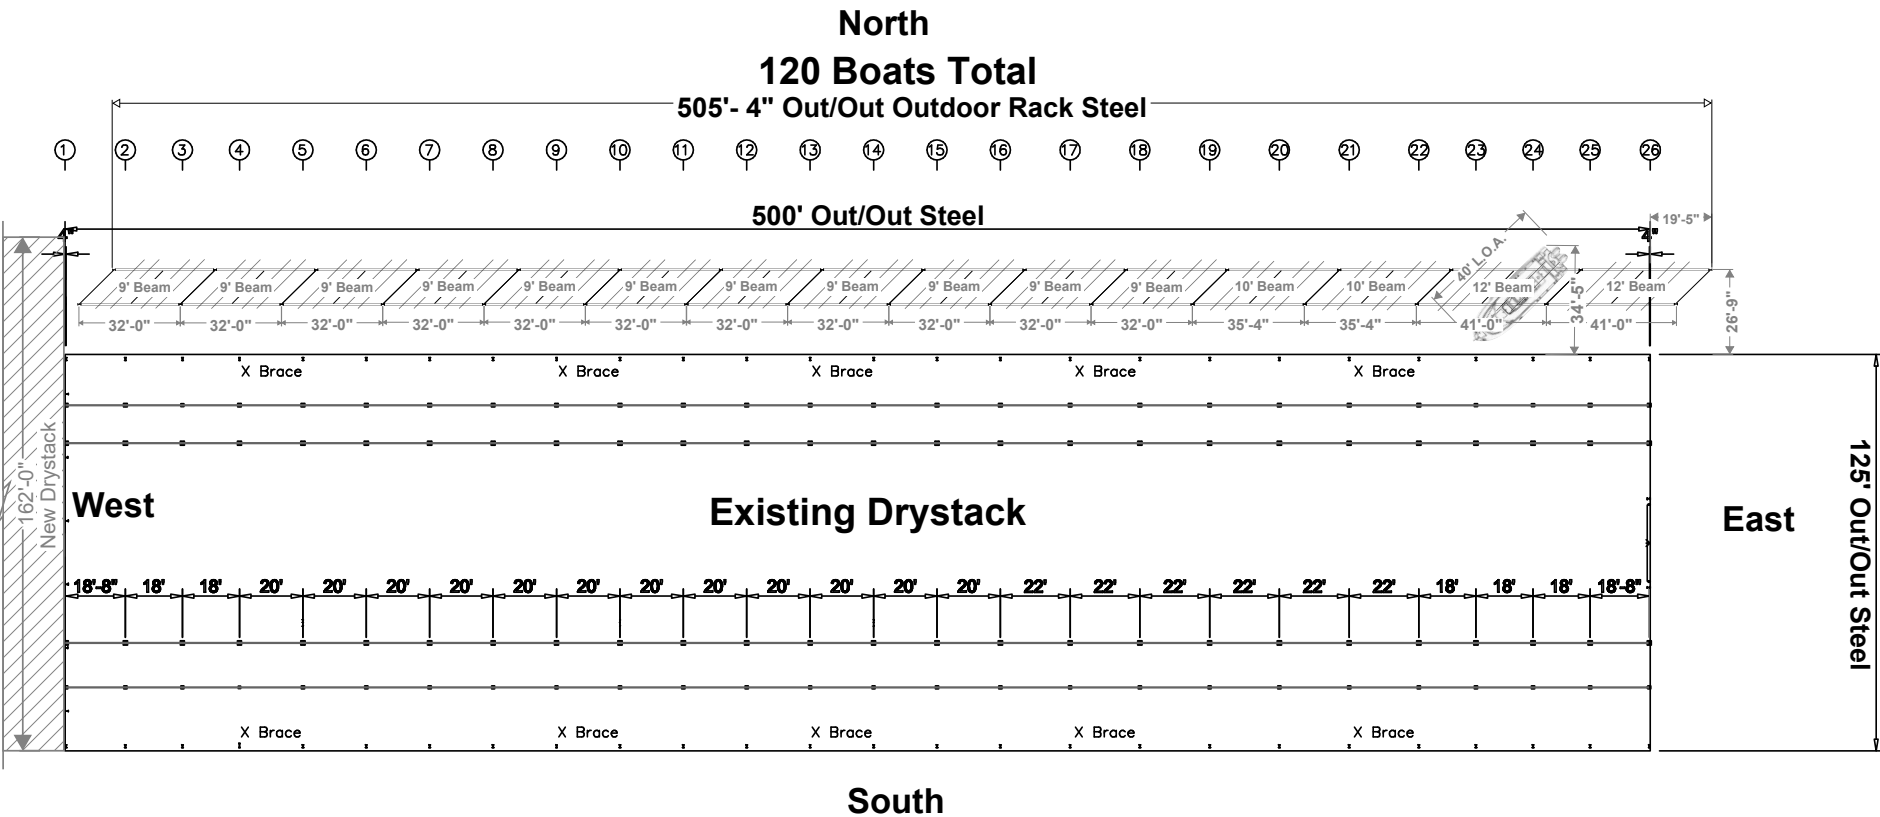 North
120 Boats Total
505'- 4" Out/Out Outdoor Rack Steel
1 2 3 4 5 6 7 8 9 10 11 12 13 14 15 16 17 18 19 20 21 22 23 24 25 26
500' Out/Out Steel
19'-5"
4"
40' L.O.A.
9' Beam 9' Beam 9' Beam 9' Beam 9' Beam 9' Beam 9' Beam 9' Beam 9' Beam 9' Beam 9' Beam 10' Beam 10' Beam 12' Beam 12' Beam
34'-5"
26'-9"
32'-0" 32'-0" 32'-0" 32'-0" 32'-0" 32'-0" 32'-0" 32'-0" 32'-0" 32'-0" 32'-0" 35'-4" 35'-4" 41'-0" 41'-0"
X Brace X Brace X Brace X Brace X Brace
162'-0"
New Drystack
West
Existing Drystack
East
125' Out/Out Steel
18'-8" 18' 18' 20' 20' 20' 20' 20' 20' 20' 20' 20' 20' 20' 20' 22' 22' 22' 22' 22' 22' 18' 18' 18' 18'-8"
X Brace X Brace X Brace X Brace X Brace
South